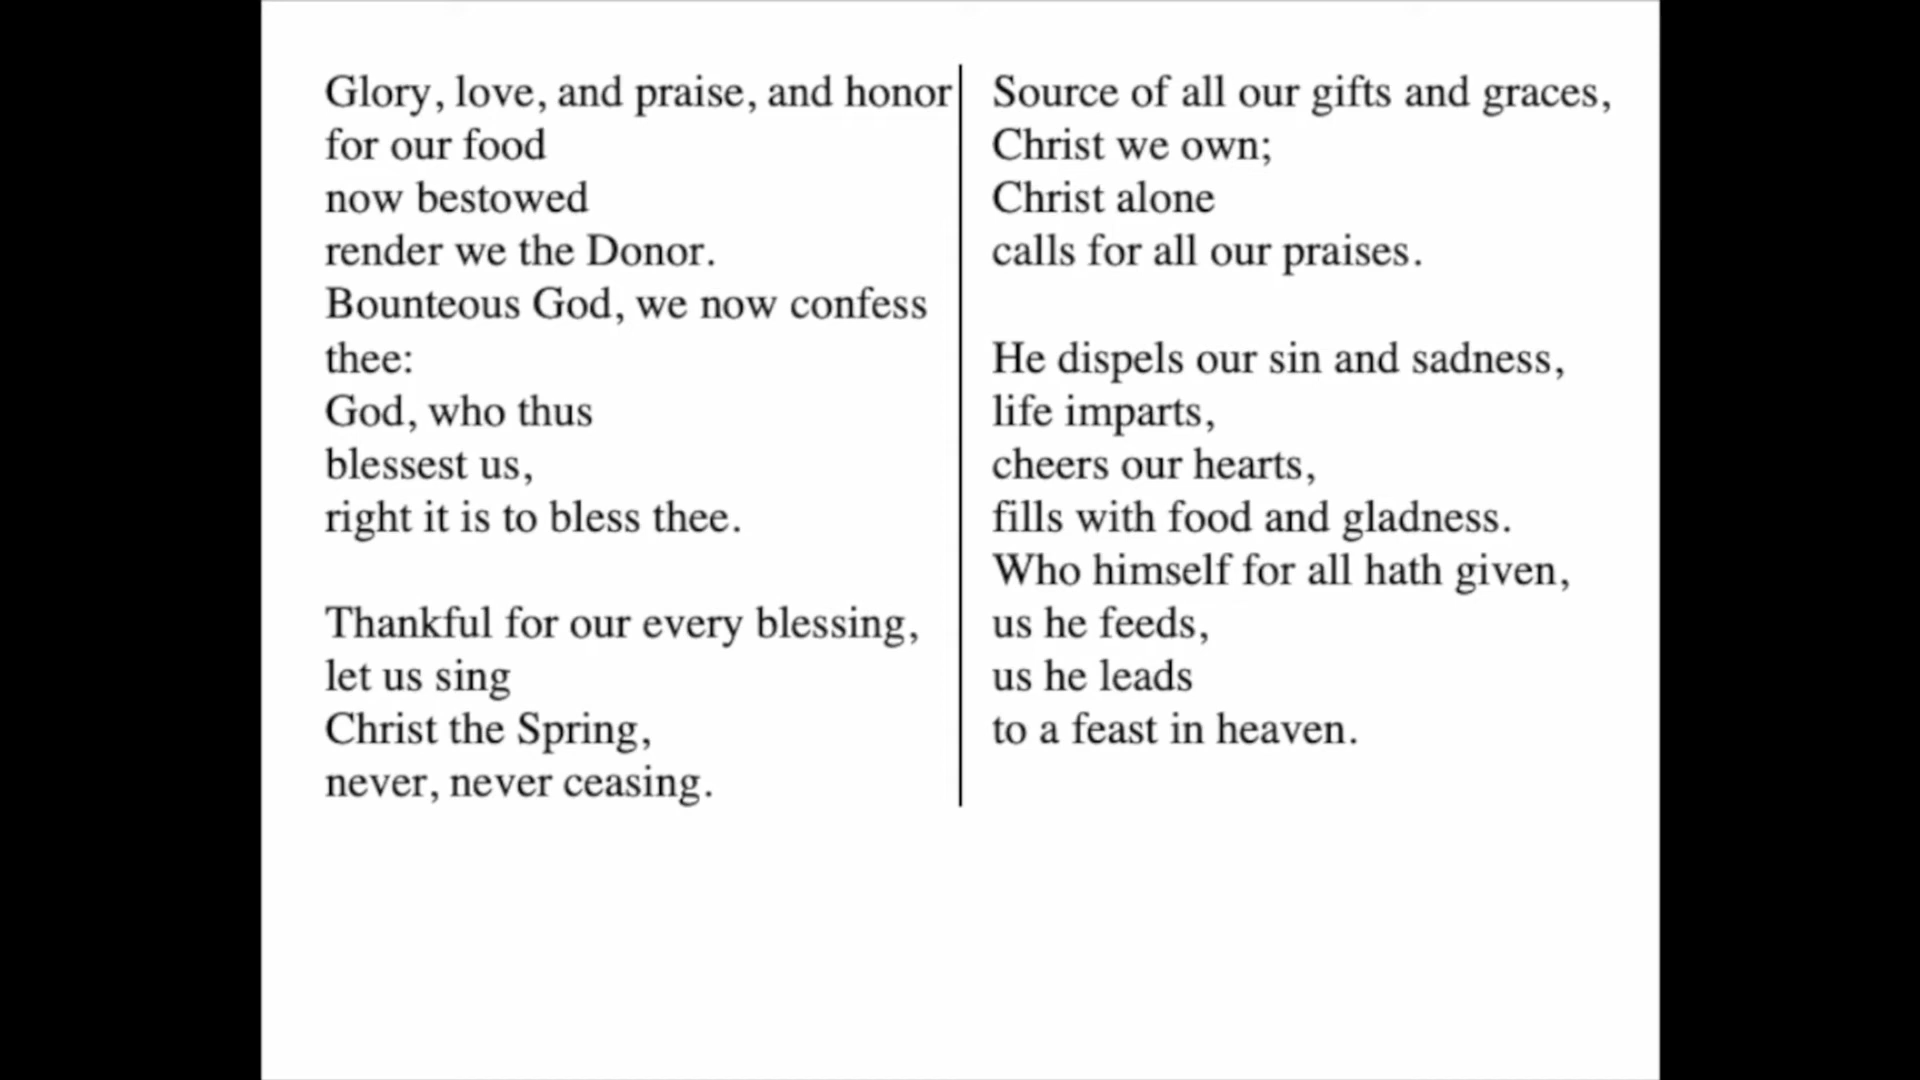 Glory, love, and praise, and honor
for our food
now bestowed
render we the Donor.
Bounteous God, we now confess
thee:
God, who thus
blessest us,
right it is to bless thee.
Thankful for our every blessing,
let us sing
Christ the Spring,
never, never ceasing.
Source of all our gifts and graces,
Christ we own;
Christ alone
calls for all our praises.
He dispels our sin and sadness,
life imparts,
cheers our hearts,
fills with food and gladness.
Who himself for all hath given,
us he feeds,
us he leads
to a feast in heaven.